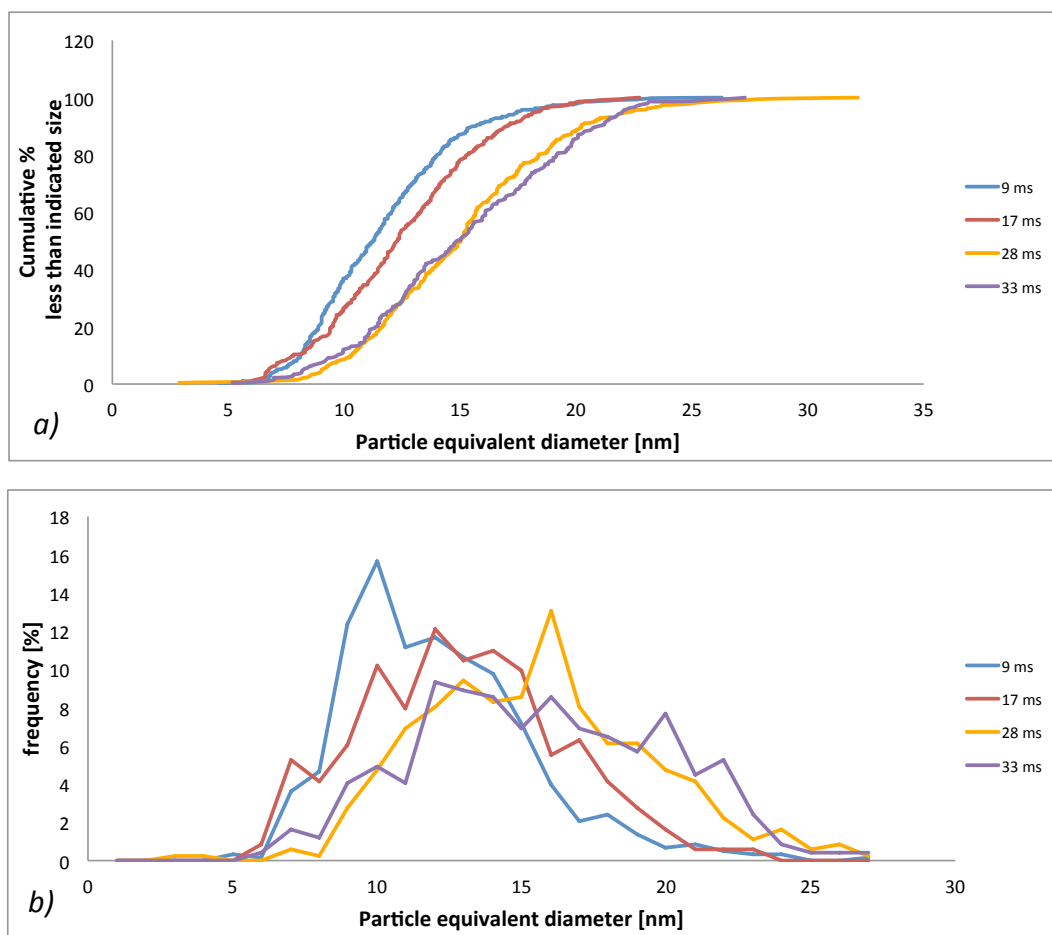 120
100
80
60
40
20
0
Cumulative %
less than indicated size
0 5 10 15 20 25 30 35
Particle equivalent diameter [nm]
9 ms
17 ms
28 ms
33 ms
a)
18
16
14
12
10
8
6
4
2
0
frequency [%]
0 5 10 15 20 25 30
Particle equivalent diameter [nm]
9 ms
17 ms
28 ms
33 ms
b)